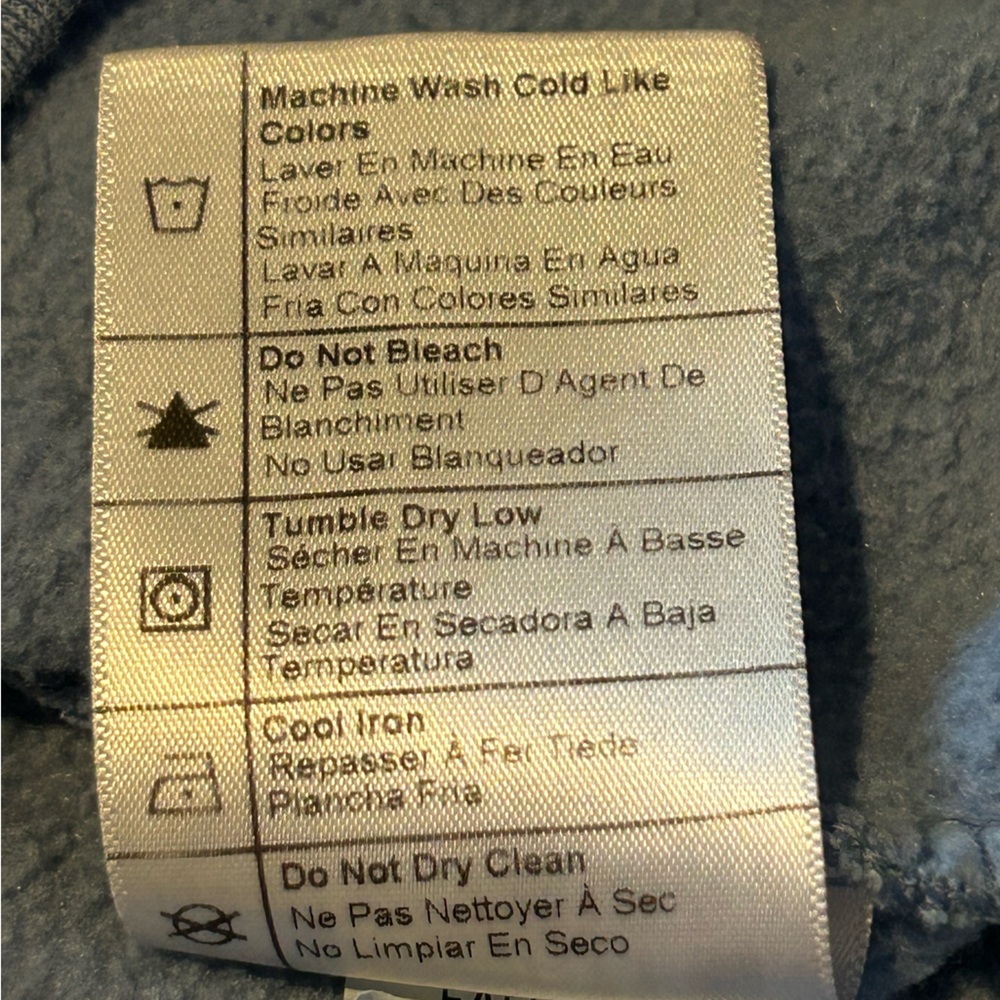 Machine Wash Cold Like
Colors
Laver En Machine En Eau
Froide Avec Des Couleurs
Similaires
Lavar A Maquina En Agua
Fria Con Colores Similares
Do Not Bleach
Ne Pas Utiliser D'Agent De
Blanchiment
No Usar Blanqueador
Tumble Dry Low
Sécher En Machine À Basse
Température
Secar En Secadora A Baja
Temperatura
Cool Iron
Repasser À Fer Tiède
Plancha Fria
Do Not Dry Clean
Ne Pas Nettoyer À Sec
No Limpiar En Seco